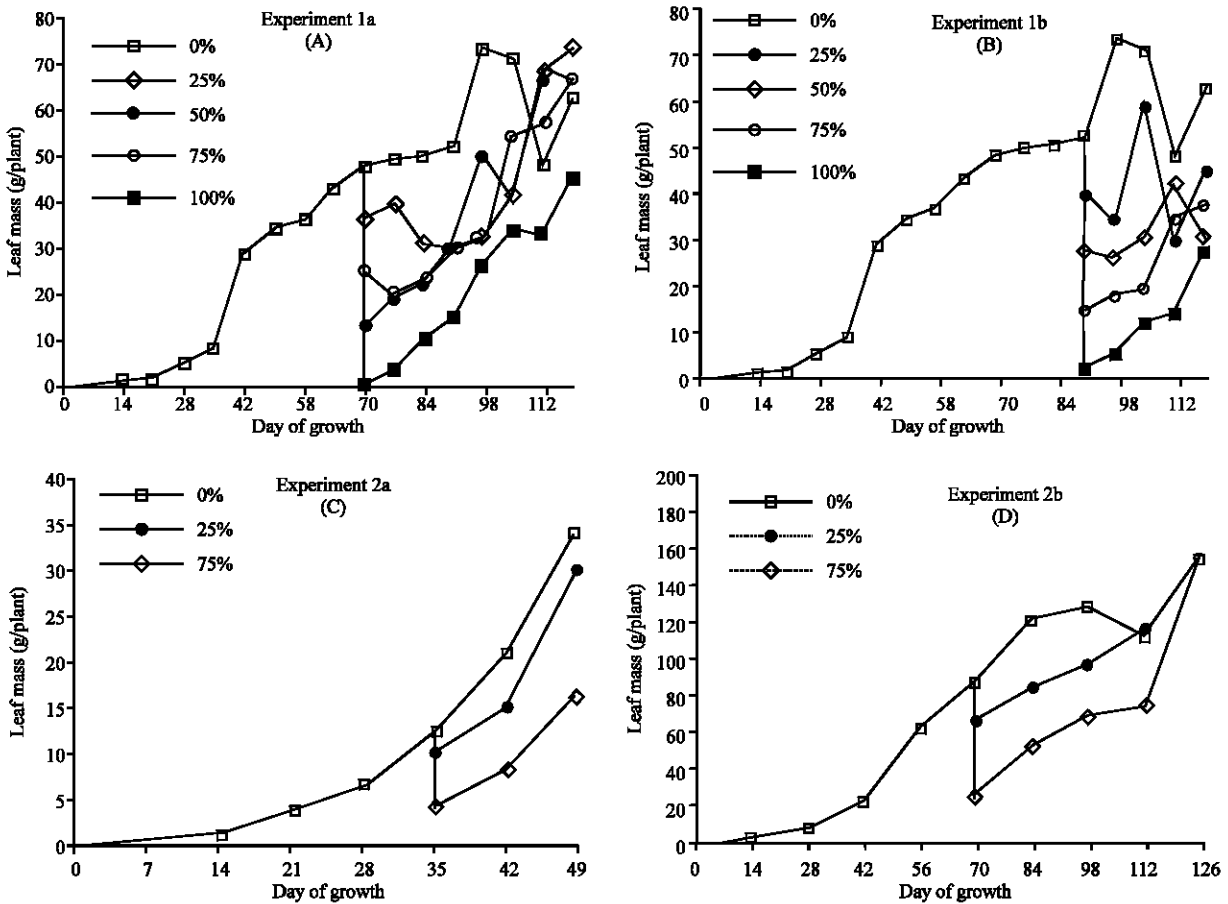 Experiment 1a
(A)
0%
25%
50%
75%
100%
Leaf mass (g/plant)
80
70
60
50
40
30
20
10
0
0 14 28 42 56 70 84 98 112
Day of growth
Experiment 1b
(B)
0%
25%
50%
75%
100%
Leaf mass (g/plant)
80
70
60
50
40
30
20
10
0
0 14 28 42 56 70 84 98 112
Day of growth
Experiment 2a
(C)
0%
25%
75%
Leaf mass (g/plant)
40
35
30
25
20
15
10
5
0
0 7 14 21 28 35 42 49
Day of growth
Experiment 2b
(D)
0%
25%
75%
Leaf mass (g/plant)
200
180
160
140
120
100
80
60
40
20
0
0 14 28 42 56 70 84 98 112 126
Day of growth